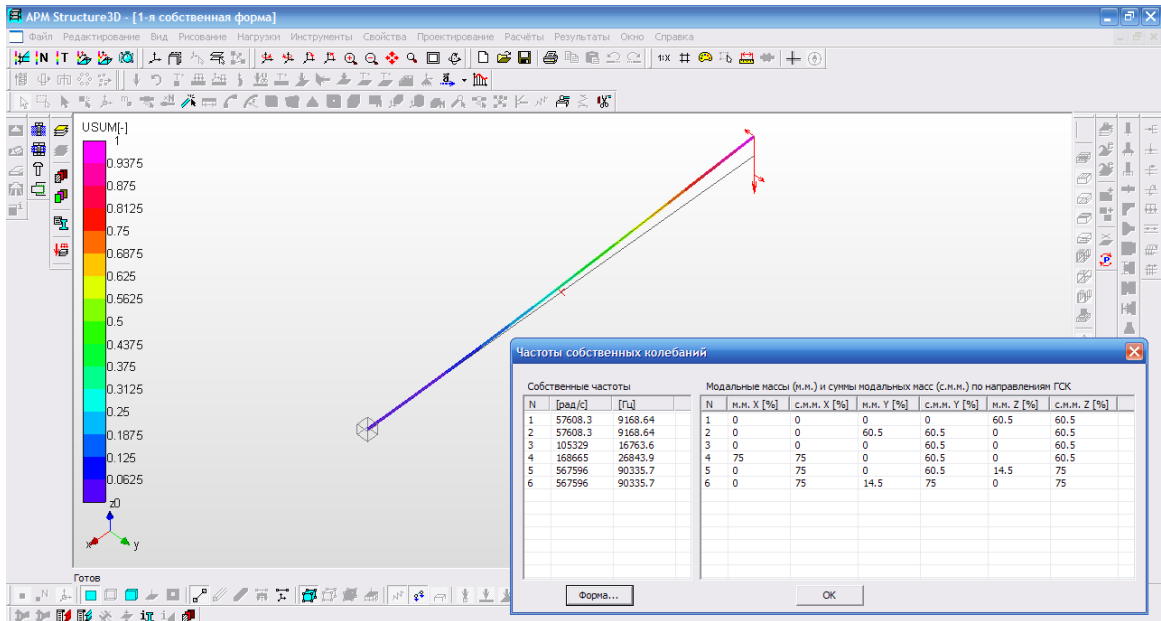 APM Structure3D - [1-я собственная форма]
Файл Редактирование Вид Рисование Нагрузки Инструменты Свойства Проектирование Расчёты Результаты Окно Справка
USUM[-]
1
0.9375
0.875
0.8125
0.75
0.6875
0.625
0.5625
0.5
0.4375
0.375
0.3125
0.25
0.1875
0.125
0.0625
z0
x y
Частоты собственных колебаний
Собственные частоты
N [рад/с] [Гц]
1 57608.3 9168.64
2 57608.3 9168.64
3 105329 16763.6
4 168665 26843.9
5 567596 90335.7
6 567596 90335.7
Модальные массы (м.м.) и суммы модальных масс (с.м.м.) по направлениям ГСК
N м.м. X [%] с.м.м. X [%] м.м. Y [%] с.м.м. Y [%] м.м. Z [%] с.м.м. Z [%]
1 0 0 0 0 60.5 60.5
2 0 0 60.5 60.5 0 60.5
3 0 0 0 60.5 0 60.5
4 75 75 0 60.5 0 60.5
5 0 75 0 60.5 14.5 75
6 0 75 14.5 75 0 75
Форма... OK
Готов